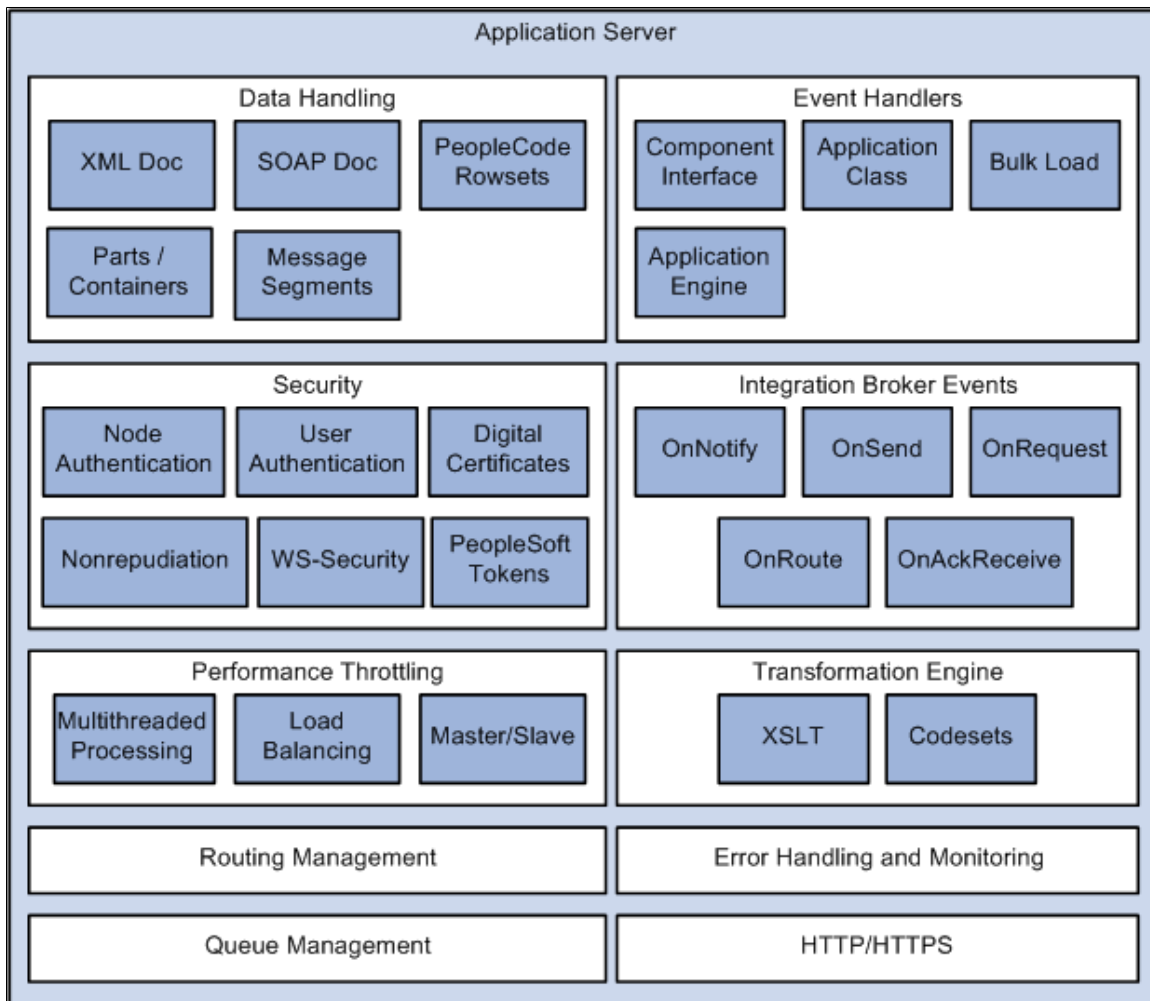 Application Server
Data Handling
XML Doc
SOAP Doc
PeopleCode
Rowsets
Parts /
Containers
Message
Segments
Event Handlers
Component
Interface
Application
Class
Bulk Load
Application
Engine
Security
Node
Authentication
User
Authentication
Digital
Certificates
Nonrepudiation
WS-Security
PeopleSoft
Tokens
Integration Broker Events
OnNotify
OnSend
OnRequest
OnRoute
OnAckReceive
Performance Throttling
Multithreaded
Processing
Load
Balancing
Master/Slave
Transformation Engine
XSLT
Codesets
Routing Management
Error Handling and Monitoring
Queue Management
HTTP/HTTPS